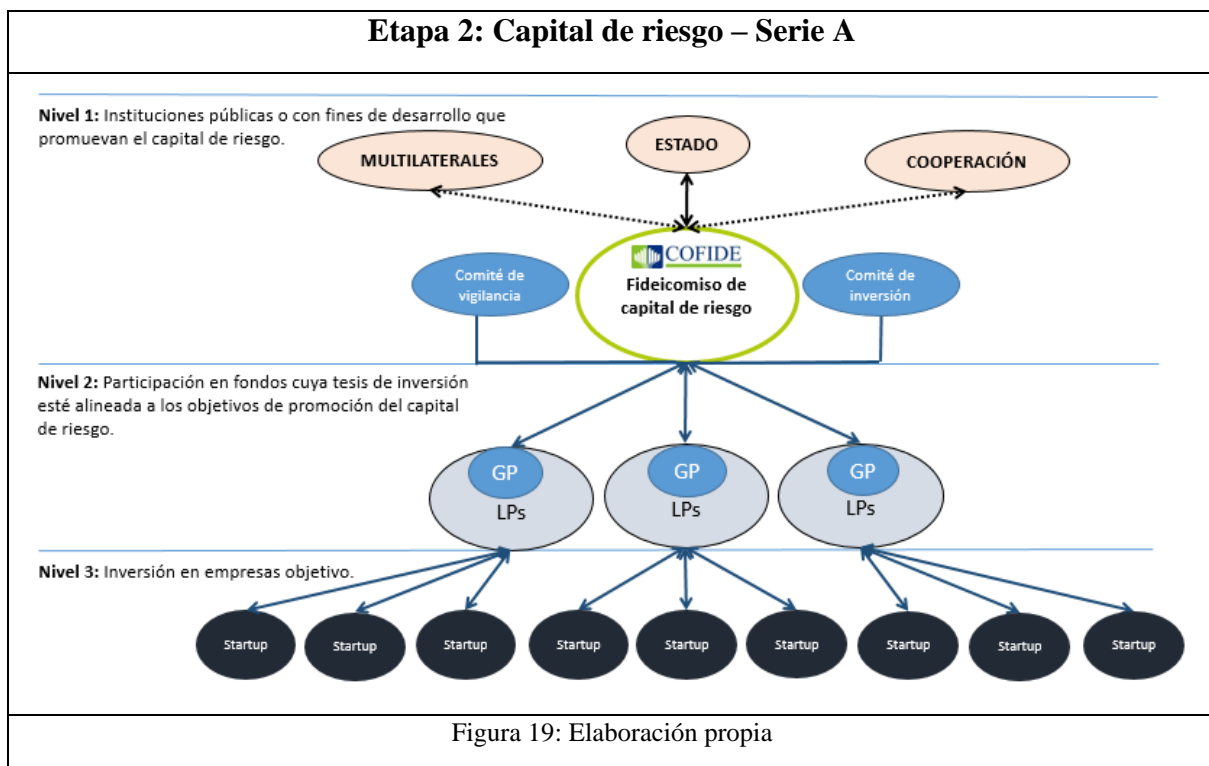 Etapa 2: Capital de riesgo – Serie A
Nivel 1: Instituciones públicas o con fines de desarrollo que
promuevan el capital de riesgo.
MULTILATERALES
ESTADO
COOPERACIÓN
COFIDE
Fideicomiso de
capital de riesgo
Comité de
vigilancia
Comité de
inversión
Nivel 2: Participación en fondos cuya tesis de inversión
esté alineada a los objetivos de promoción del capital
de riesgo.
GP
LPs
GP
LPs
GP
LPs
Nivel 3: Inversión en empresas objetivo.
Startup
Startup
Startup
Startup
Startup
Startup
Startup
Startup
Startup
Figura 19: Elaboración propia